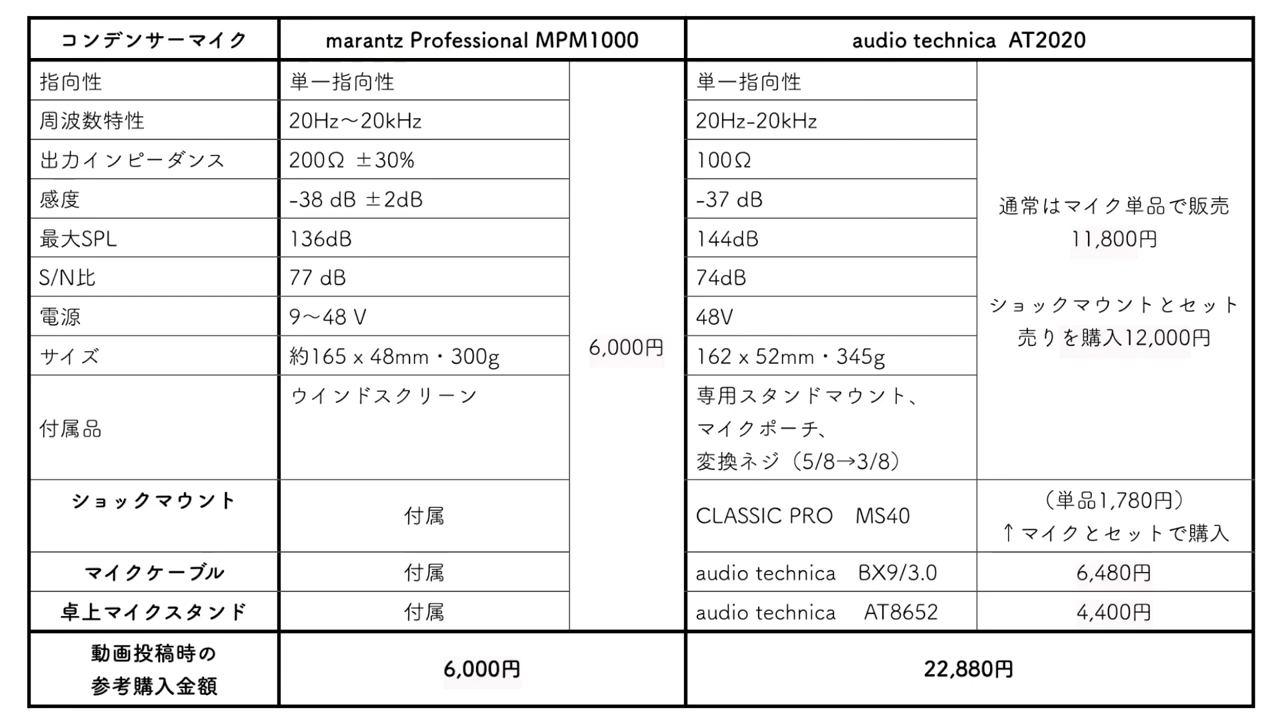 コンデンサーマイク marantz Professional MPM1000 audio technica AT2020
指向性 単一指向性 単一指向性
周波数特性 20Hz～20kHz 20Hz-20kHz
出力インピーダンス 200Ω ±30% 100Ω
感度 -38 dB ±2dB -37 dB
最大SPL 136dB 144dB
S/N比 77 dB 74dB
電源 9～48 V 48V
サイズ 約165 x 48mm・300g 162 x 52mm・345g
付属品 ウインドスクリーン 専用スタンドマウント、
マイクポーチ、
変換ネジ（5/8→3/8）
6,000円
通常はマイク単品で販売
11,800円
ショックマウントとセット
売りを購入12,000円
ショックマウント 付属 CLASSIC PRO MS40 （単品1,780円）
↑マイクとセットで購入
マイクケーブル 付属 audio technica BX9/3.0 6,480円
卓上マイクスタンド 付属 audio technica AT8652 4,400円
動画投稿時の
参考購入金額 6,000円 22,880円